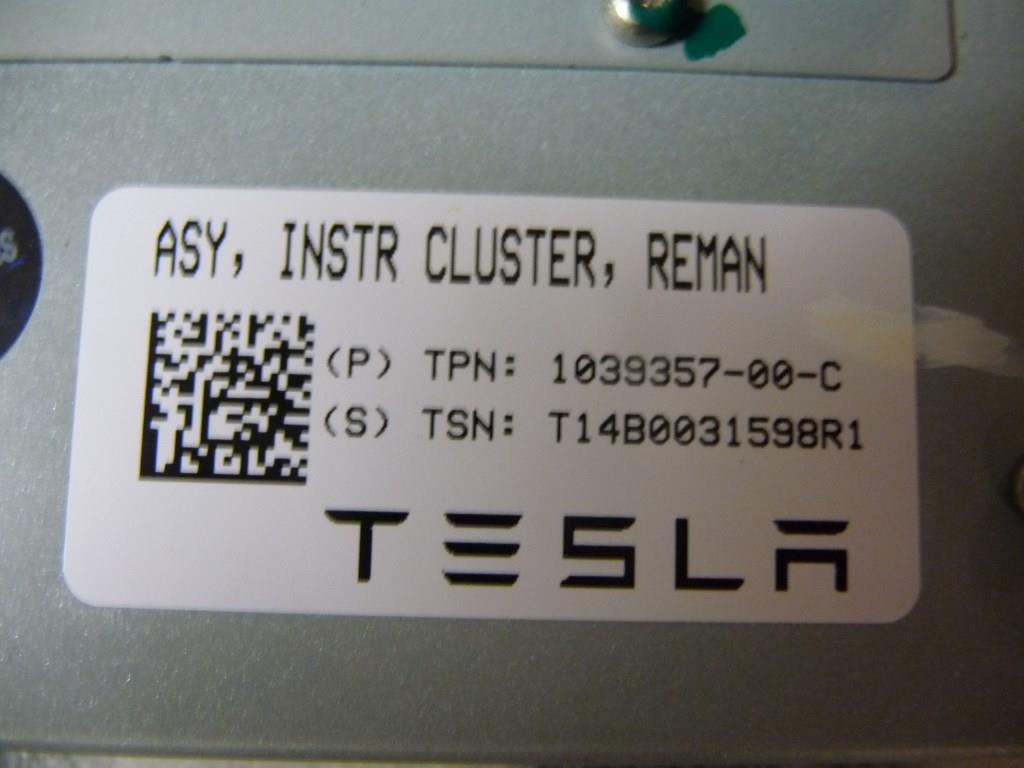 ASY, INSTR CLUSTER, REMAN
(P) TPN: 1039357-00-C
(S) TSN: T14B0031598R1
TESLA